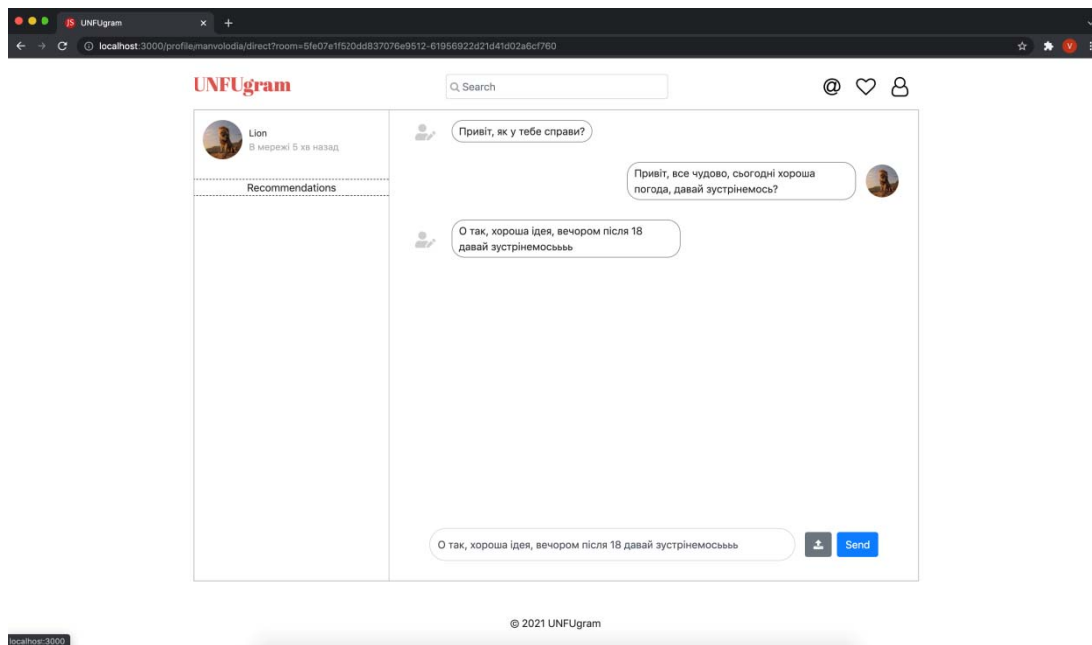 UNFUgram
localhost:3000/profile/manvolodia/direct?room=5fe07e1f520dd837076e9512-61956922d21d41d02a6cf760
V
UNFUgram
Search
Lion
В мережі 5 хв назад
Recommendations
Привіт, як у тебе справи?
Привіт, все чудово, сьогодні хороша
погода, давай зустрінемось?
О так, хороша ідея, вечором після 18
давай зустрінемосьььь
О так, хороша ідея, вечором після 18 давай зустрінемосьььь
Send
© 2021 UNFUgram
localhost:3000